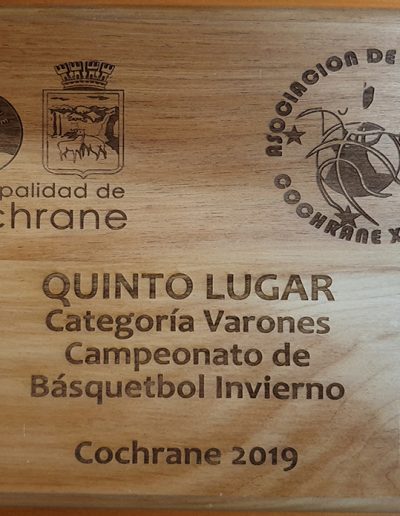 palidad de
chrane
ASOCIACION DE
COCHRANE X
QUINTO LUGAR
Categoría Varones
Campeonato de
Básquetbol Invierno
Cochrane 2019